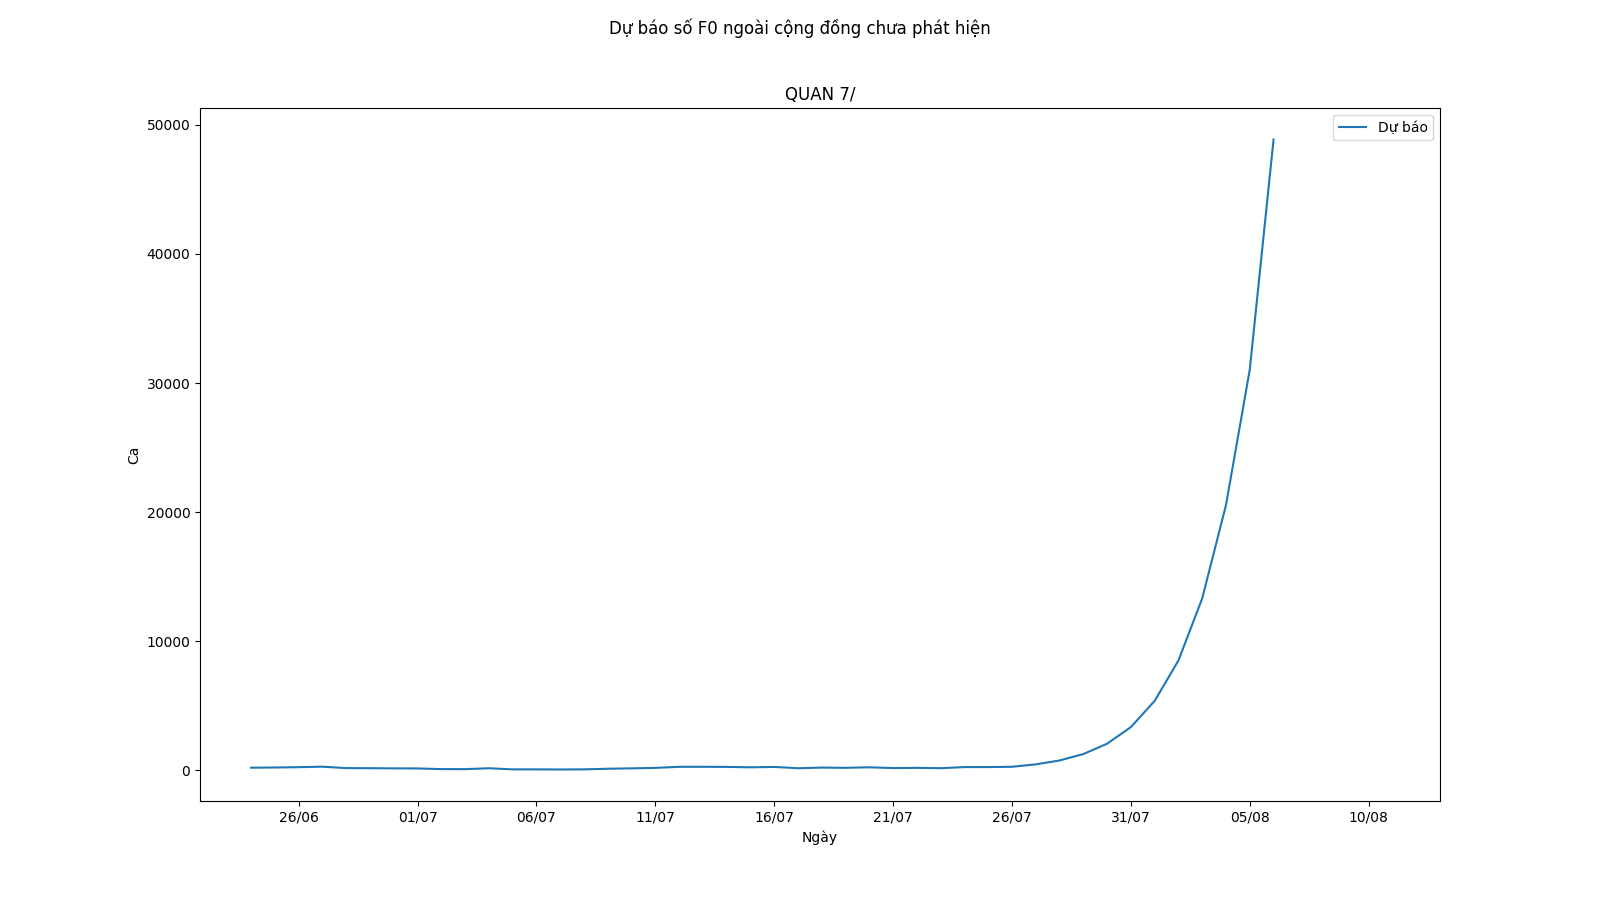 Dự báo số F0 ngoài cộng đồng chưa phát hiện
QUAN 7/
Dự báo
50000
40000
30000
20000
10000
0
Ca
26/06 01/07 06/07 11/07 16/07 21/07 26/07 31/07 05/08 10/08
Ngày